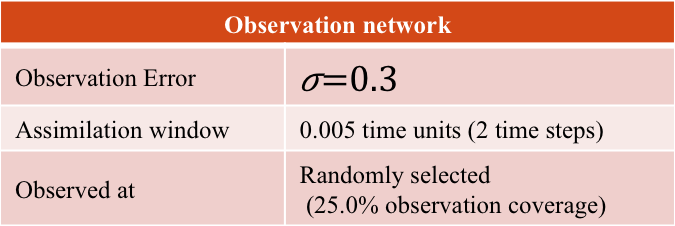 Observation network
Observation Error
σ=0.3
Assimilation window
0.005 time units (2 time steps)
Observed at
Randomly selected
(25.0% observation coverage)